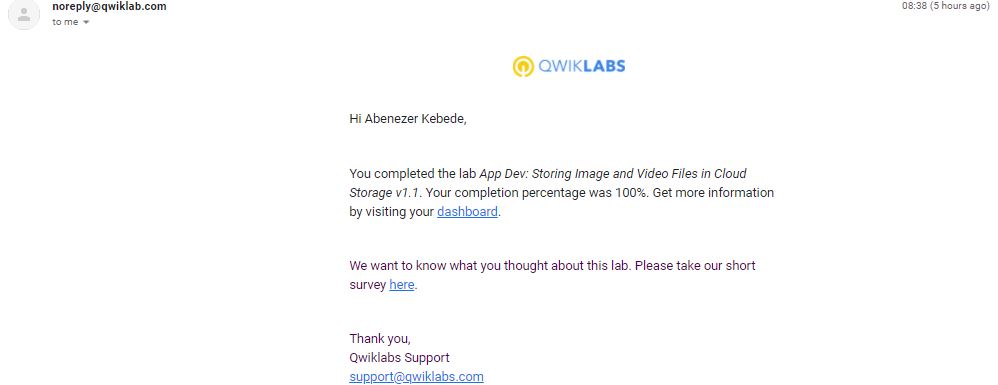 noreply@qwiklab.com
08:38 (5 hours ago)
to me
QWIKLABS
Hi Abenezer Kebede,
You completed the lab App Dev: Storing Image and Video Files in Cloud
Storage v1.1. Your completion percentage was 100%. Get more information
by visiting your dashboard.
We want to know what you thought about this lab. Please take our short
survey here.
Thank you,
Qwiklabs Support
support@qwiklabs.com